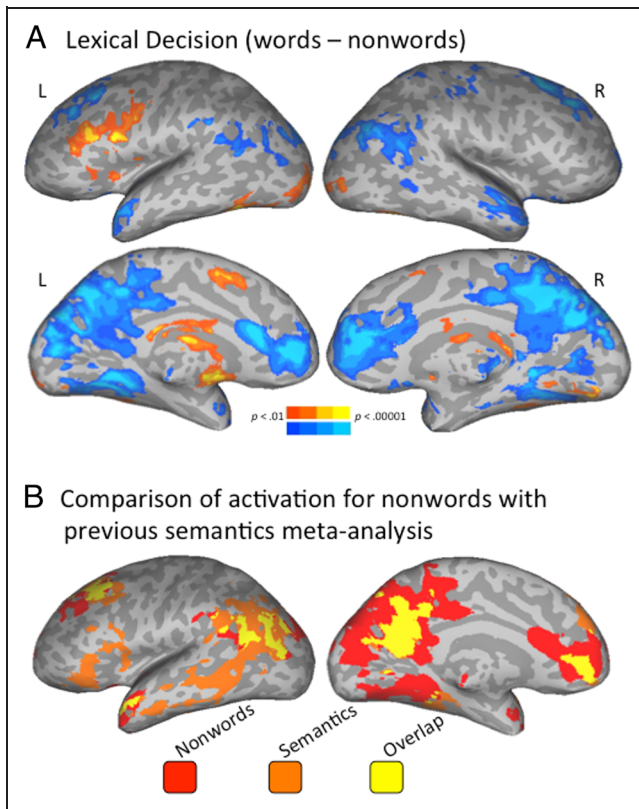 A Lexical Decision (words – nonwords)
L
R
L
R
p < .01
p < .00001
B Comparison of activation for nonwords with
previous semantics meta-analysis
Nonwords
Semantics
Overlap